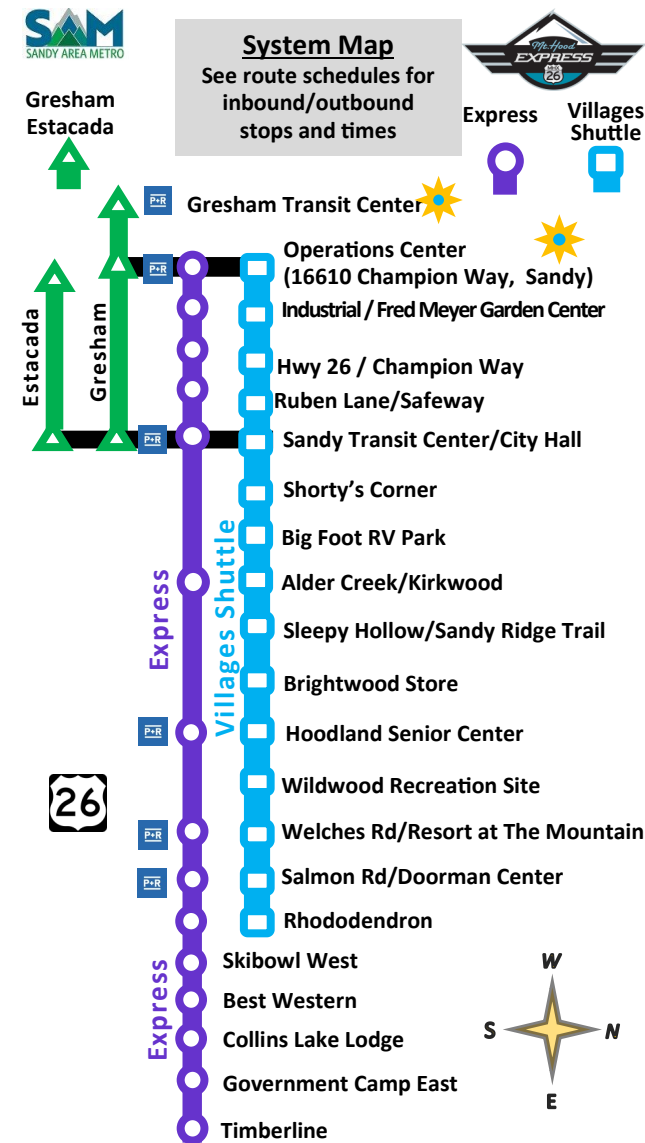 SAM
SANDY AREA METRO
System Map
See route schedules for
inbound/outbound
stops and times
Mt. Hood
EXPRESS
MHX
26
Gresham
Estacada
Express
Villages
Shuttle
P+R
Gresham Transit Center
P+R
Operations Center
(16610 Champion Way, Sandy)
Industrial / Fred Meyer Garden Center
Estacada
Gresham
Hwy 26 / Champion Way
Ruben Lane/Safeway
P+R
Sandy Transit Center/City Hall
Shorty's Corner
Big Foot RV Park
Express
Villages Shuttle
Alder Creek/Kirkwood
Sleepy Hollow/Sandy Ridge Trail
Brightwood Store
P+R
Hoodland Senior Center
26
Wildwood Recreation Site
P+R
Welches Rd/Resort at The Mountain
P+R
Salmon Rd/Doorman Center
Rhododendron
Express
Skibowl West
Best Western
Collins Lake Lodge
Government Camp East
Timberline
W
S
N
E